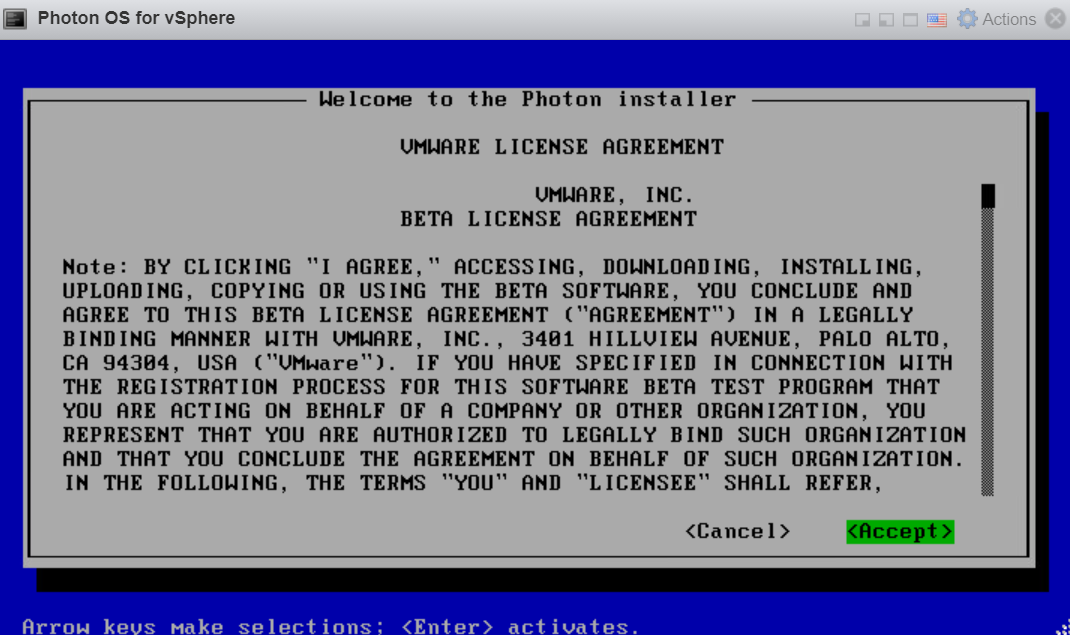 Photon OS for vSphere
Actions
Welcome to the Photon installer
VMWARE LICENSE AGREEMENT
VMWARE, INC.
BETA LICENSE AGREEMENT
Note: BY CLICKING "I AGREE," ACCESSING, DOWNLOADING, INSTALLING,
UPLOADING, COPYING OR USING THE BETA SOFTWARE, YOU CONCLUDE AND
AGREE TO THIS BETA LICENSE AGREEMENT ("AGREEMENT") IN A LEGALLY
BINDING MANNER WITH VMWARE, INC., 3401 HILLVIEW AVENUE, PALO ALTO,
CA 94304, USA ("VMware"). IF YOU HAVE SPECIFIED IN CONNECTION WITH
THE REGISTRATION PROCESS FOR THIS SOFTWARE BETA TEST PROGRAM THAT
YOU ARE ACTING ON BEHALF OF A COMPANY OR OTHER ORGANIZATION, YOU
REPRESENT THAT YOU ARE AUTHORIZED TO LEGALLY BIND SUCH ORGANIZATION
AND THAT YOU CONCLUDE THE AGREEMENT ON BEHALF OF SUCH ORGANIZATION.
IN THE FOLLOWING, THE TERMS "YOU" AND "LICENSEE" SHALL REFER,
<Cancel> <Accept>
Arrow keys make selections; <Enter> activates.